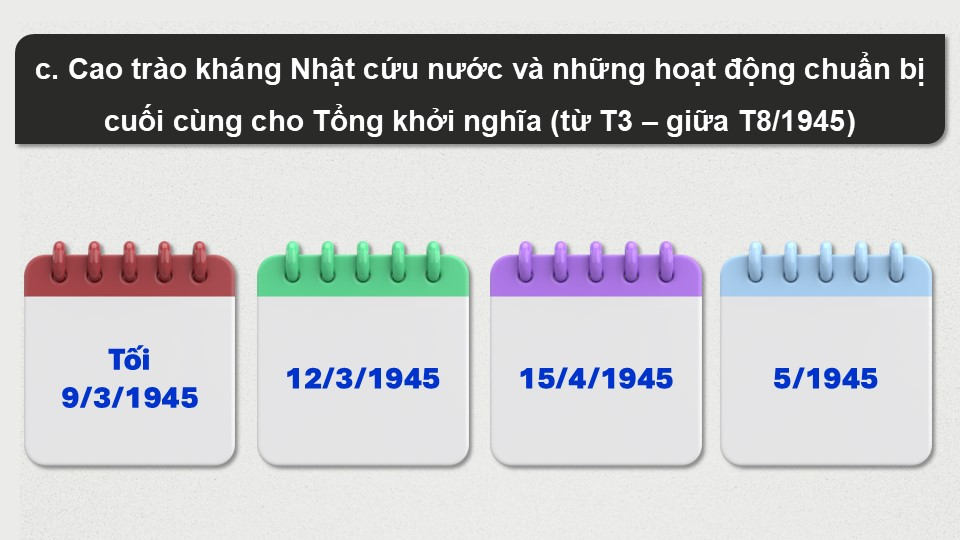 c. Cao trào kháng Nhật cứu nước và những hoạt động chuẩn bị
cuối cùng cho Tổng khởi nghĩa (từ T3 – giữa T8/1945)
Tối
9/3/1945
12/3/1945
15/4/1945
5/1945